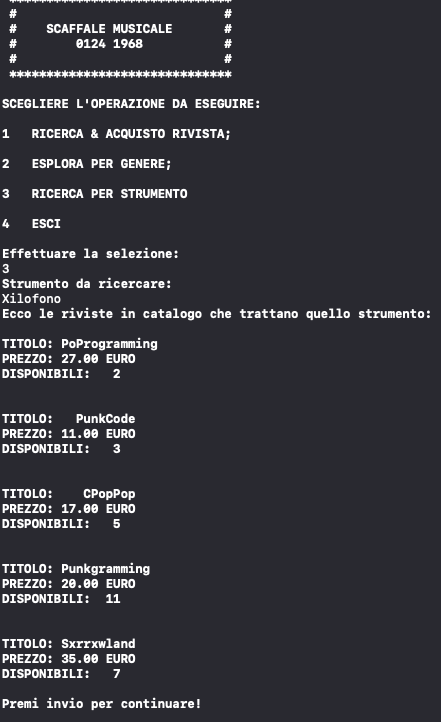 *******************************
# #
# SCAFFALE MUSICALE #
# 0124 1968 #
# #
******************************
SCEGLIERE L'OPERAZIONE DA ESEGUIRE:
1 RICERCA & ACQUISTO RIVISTA;
2 ESPLORA PER GENERE;
3 RICERCA PER STRUMENTO
4 ESCI
Effettuare la selezione:
3
Strumento da ricercare:
Xilofono
Ecco le riviste in catalogo che trattano quello strumento:
TITOLO: PoProgramming
PREZZO: 27.00 EURO
DISPONIBILI: 2
TITOLO: PunkCode
PREZZO: 11.00 EURO
DISPONIBILI: 3
TITOLO: CPopPop
PREZZO: 17.00 EURO
DISPONIBILI: 5
TITOLO: Punkgramming
PREZZO: 20.00 EURO
DISPONIBILI: 11
TITOLO: Sxrrxwland
PREZZO: 35.00 EURO
DISPONIBILI: 7
Premi invio per continuare!